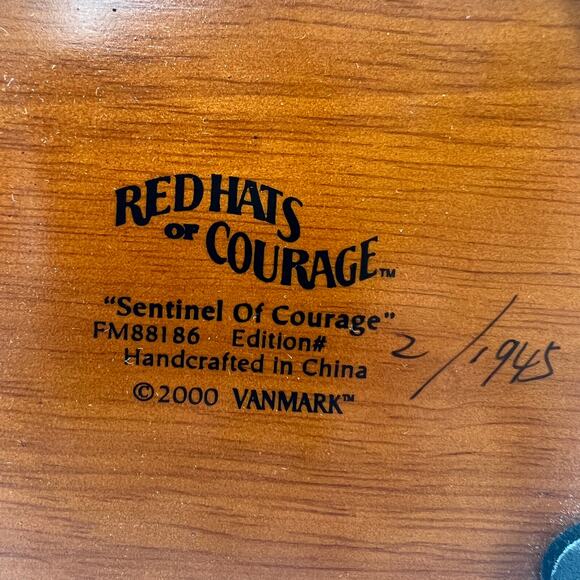 RED HATS
OF COURAGE™
"Sentinel Of Courage"
FM88186 Edition# 2/1945
Handcrafted in China
©2000 VANMARK™